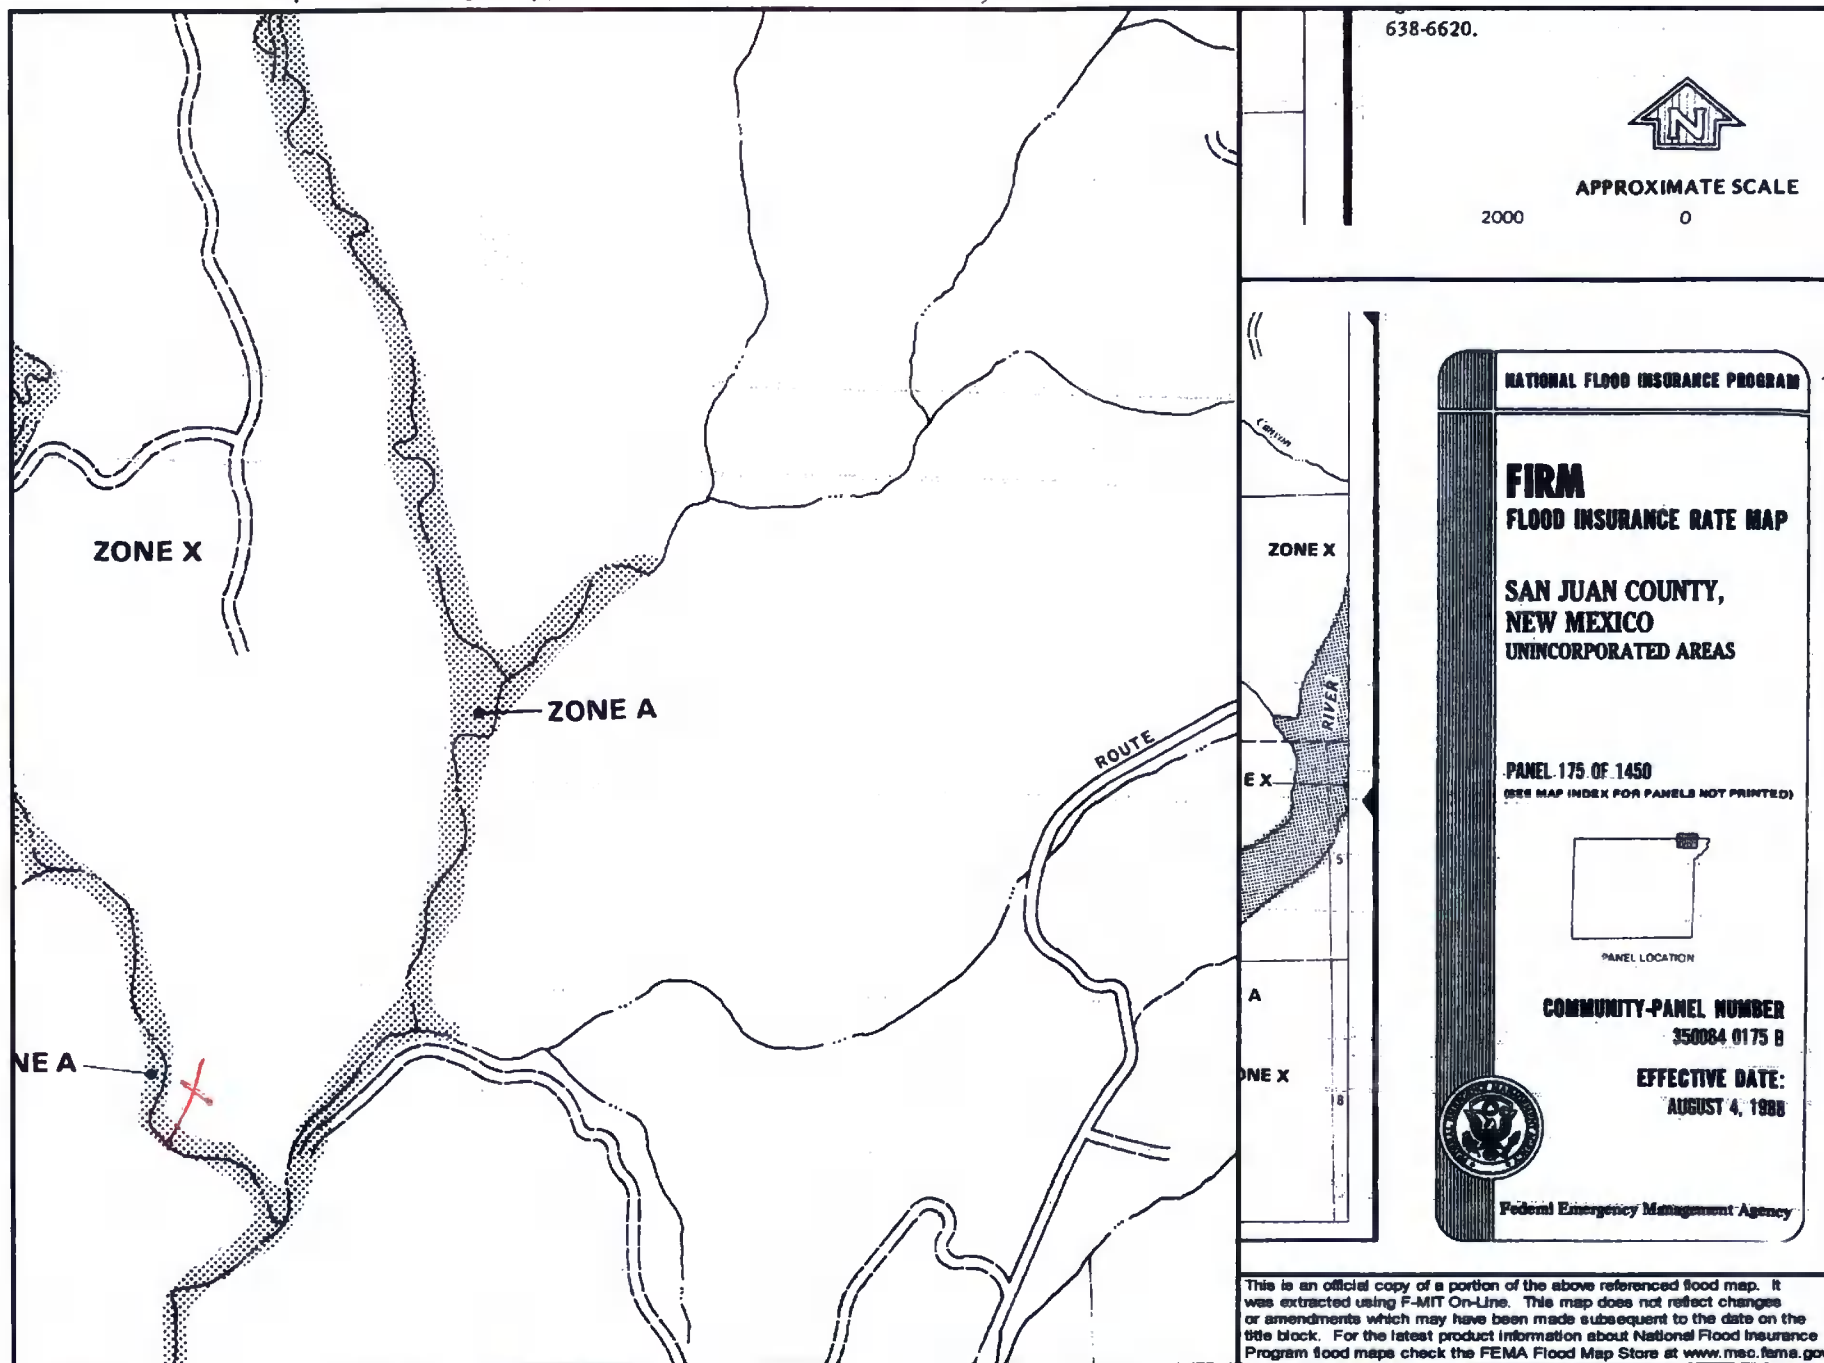 638-6620.
N
APPROXIMATE SCALE
2000 0
NATIONAL FLOOD INSURANCE PROGRAM
FIRM
FLOOD INSURANCE RATE MAP
SAN JUAN COUNTY,
NEW MEXICO
UNINCORPORATED AREAS
PANEL 175 OF 1450
(SEE MAP INDEX FOR PANELS NOT PRINTED)
PANEL LOCATION
COMMUNITY-PANEL NUMBER
350064 0175 B
EFFECTIVE DATE:
AUGUST 4, 1988
Federal Emergency Management Agency
This is an official copy of a portion of the above referenced flood map. It
was extracted using F-MIT On-Line. This map does not reflect changes
or amendments which may have been made subsequent to the date on the
title block. For the latest product information about National Flood Insurance
Program flood maps check the FEMA Flood Map Store at www.msc.fema.gov
ZONE X
ZONE A
ROUTE
NE A
Canyon
ZONE X
RIVER
E X
5
A
ONE X
8